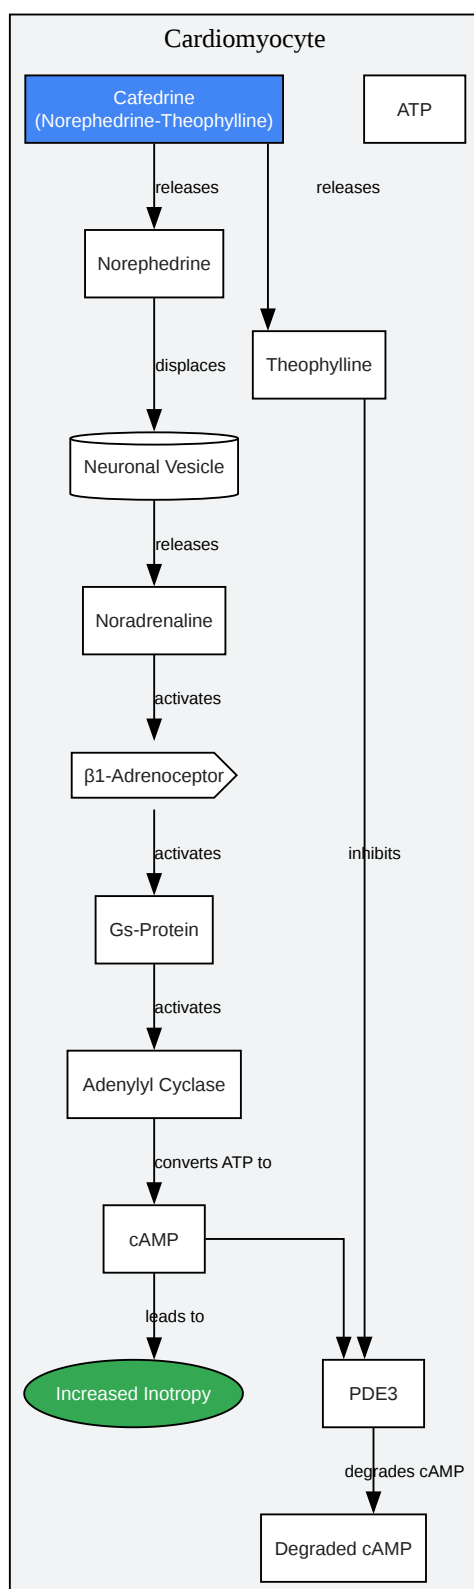 Cardiomyocyte
Cafedrine
(Norephedrine-Theophylline)
ATP
releases
releases
Norephedrine
displaces
Theophylline
Neuronal Vesicle
releases
Noradrenaline
activates
β1-Adrenoceptor
activates
inhibits
Gs-Protein
activates
Adenylyl Cyclase
converts ATP to
cAMP
leads to
Increased Inotropy
PDE3
degrades cAMP
Degraded cAMP